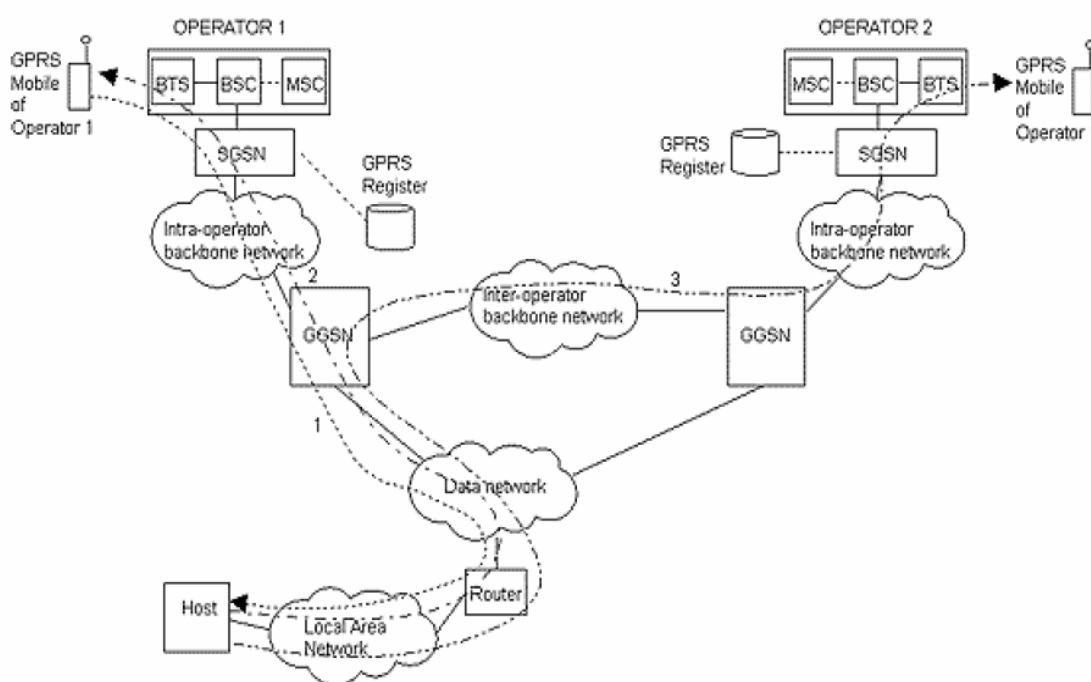 OPERATOR 1
OPERATOR 2
GPRS
Mobile
of
Operator 1
BTS
BSC
MSC
MSC
BSC
BTS
GPRS
Mobile
of
Operator
SGSN
GPRS
Register
GPRS
Register
SGSN
Intra-operator
backbone network
Intra-operator
backbone network
2
3
Inter-operator
backbone network
GGSN
GGSN
1
Data network
Host
Router
Local Area
Network